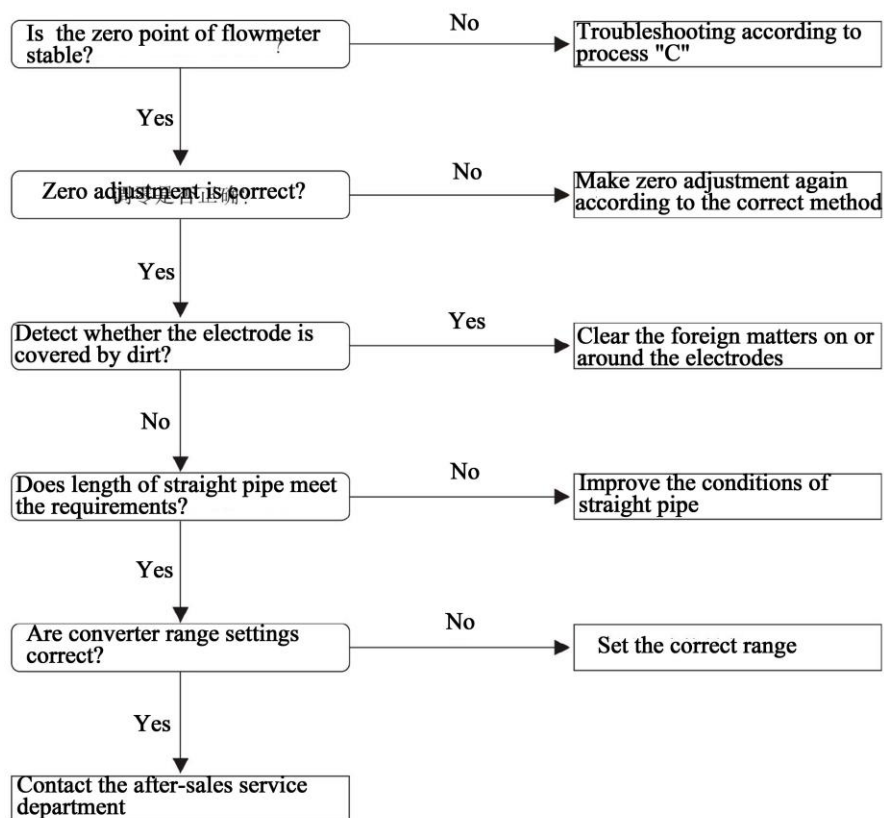 Is the zero point of flowmeter
stable?
?
No
Troubleshooting according to
process "C"
Yes
Zero adjustment is correct?
No
Make zero adjustment again
according to the correct method
Yes
Detect whether the electrode is
covered by dirt?
Yes
Clear the foreign matters on or
around the electrodes
No
Does length of straight pipe meet
the requirements?
No
Improve the conditions of
straight pipe
Yes
Are converter range settings
correct?
No
Set the correct range
Yes
Contact the after-sales service
department